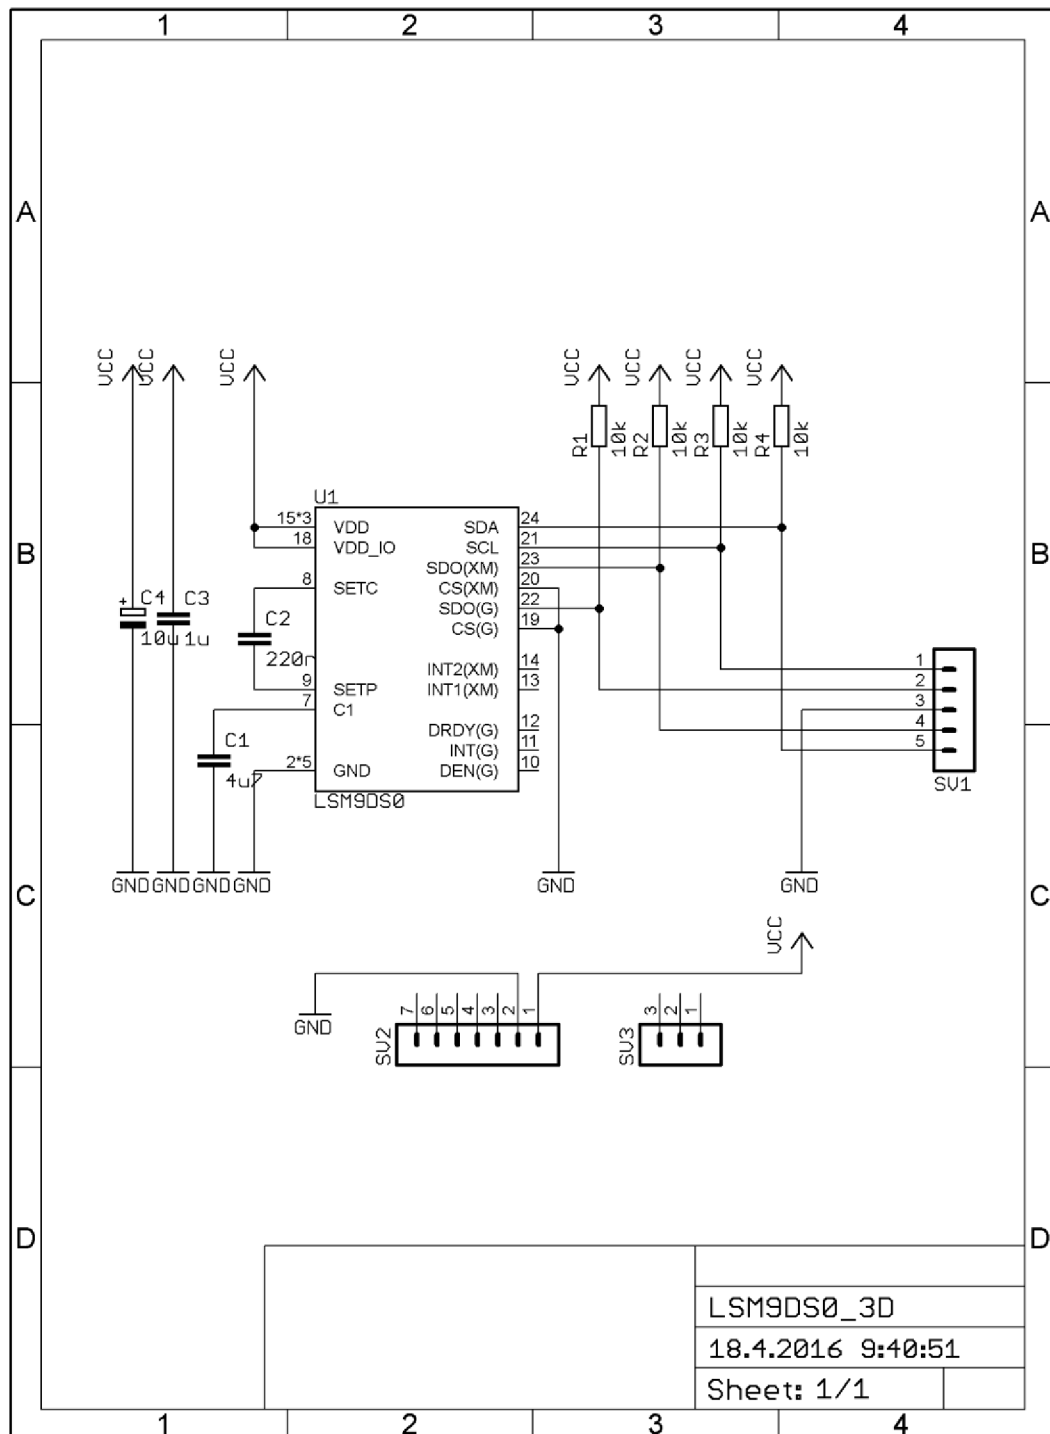 1 2 3 4
A A
VCC VCC VCC VCC VCC VCC VCC
R1 10k R2 10k R3 10k R4 10k
U1
15*3 VDD SDA 24
B 18 VDD_IO SCL 21 B
SDO(XM) 23
8 SETC CS(XM) 20
+ C4 C3 SDO(G) 22
C2 CS(G) 19
10u 1u
220n INT2(XM) 14 1
9 SETP INT1(XM) 13 2
7 C1 3
C1 DRDY(G) 12 4
INT(G) 11 5
4u7 2*5 GND DEN(G) 10
SV1
LSM9DS0
GND GND GND GND GND GND
C C
VCC
7 6 5 4 3 2 1 3 2 1
GND
SV2 SV3
D D
LSM9DS0_3D
18.4.2016 9:40:51
Sheet: 1/1
1 2 3 4